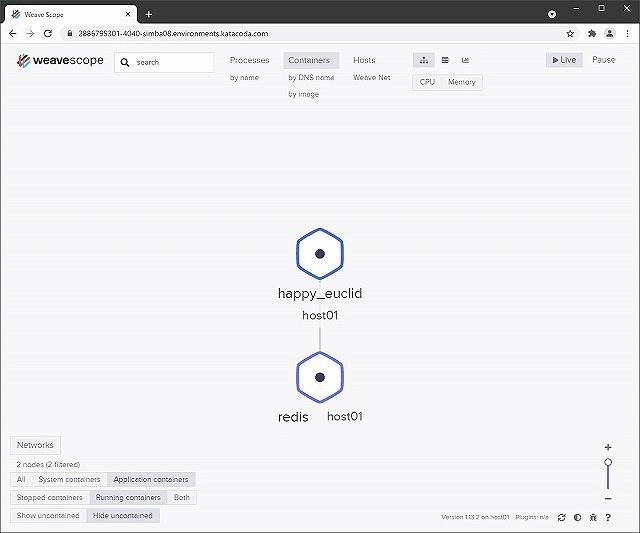 Weave Scope
2886795301-4040-simba08.environments.katacoda.com
weavescope
search
Processes
by name
Containers
by DNS name
by image
Hosts
Weave Net
CPU
Memory
Live
Pause
happy_euclid
host01
redis
host01
Networks
2 nodes (2 filtered)
All System containers Application containers
Stopped containers Running containers Both
Show uncontained Hide uncontained
Version 1.13.2 on host01 Plugins: n/a